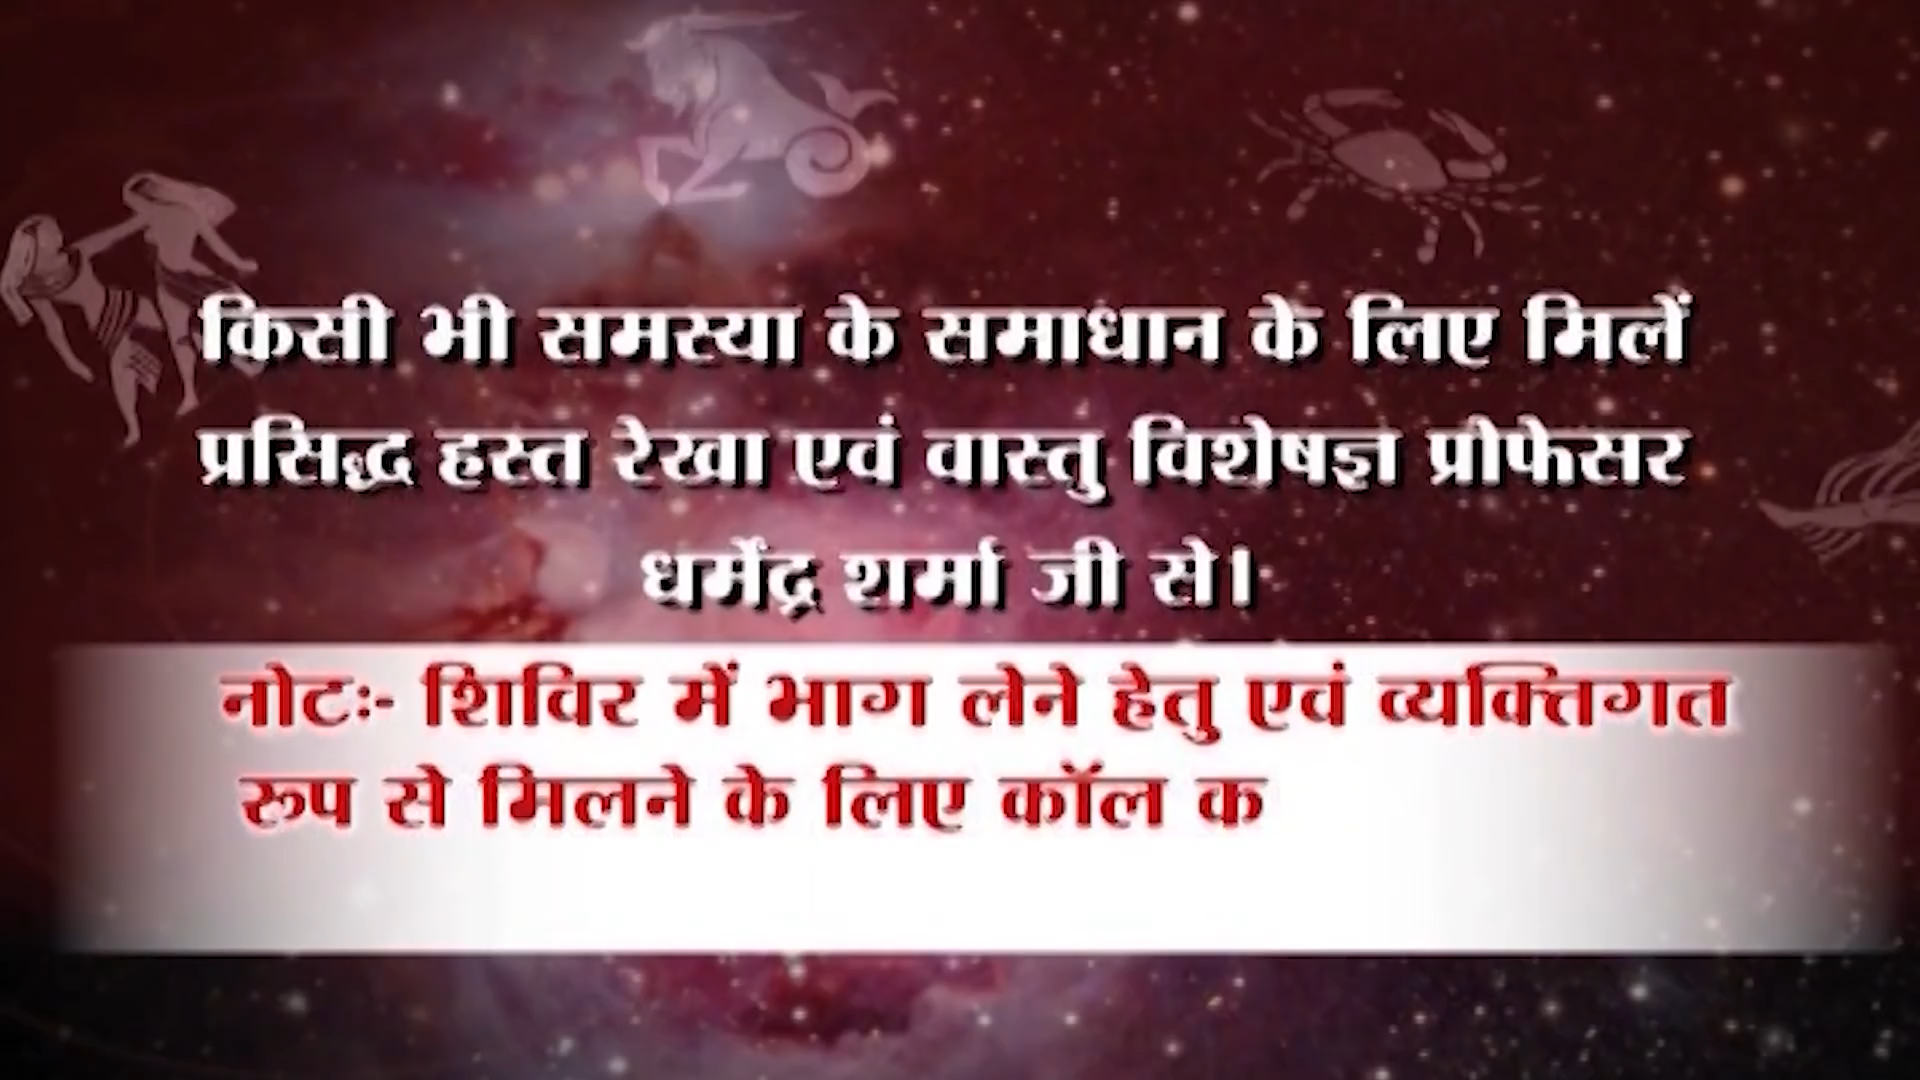 किसी भी समस्या के समाधान के लिए मिलें
प्रसिद्ध हस्त रेखा एवं वास्तु विशेषज्ञ प्रोफेसर
धर्मेंद्र शर्मा जी से।
नोटः- शिविर में भाग लेने हेतु एवं व्यक्तिगत
रूप से मिलने के लिए कॉल क